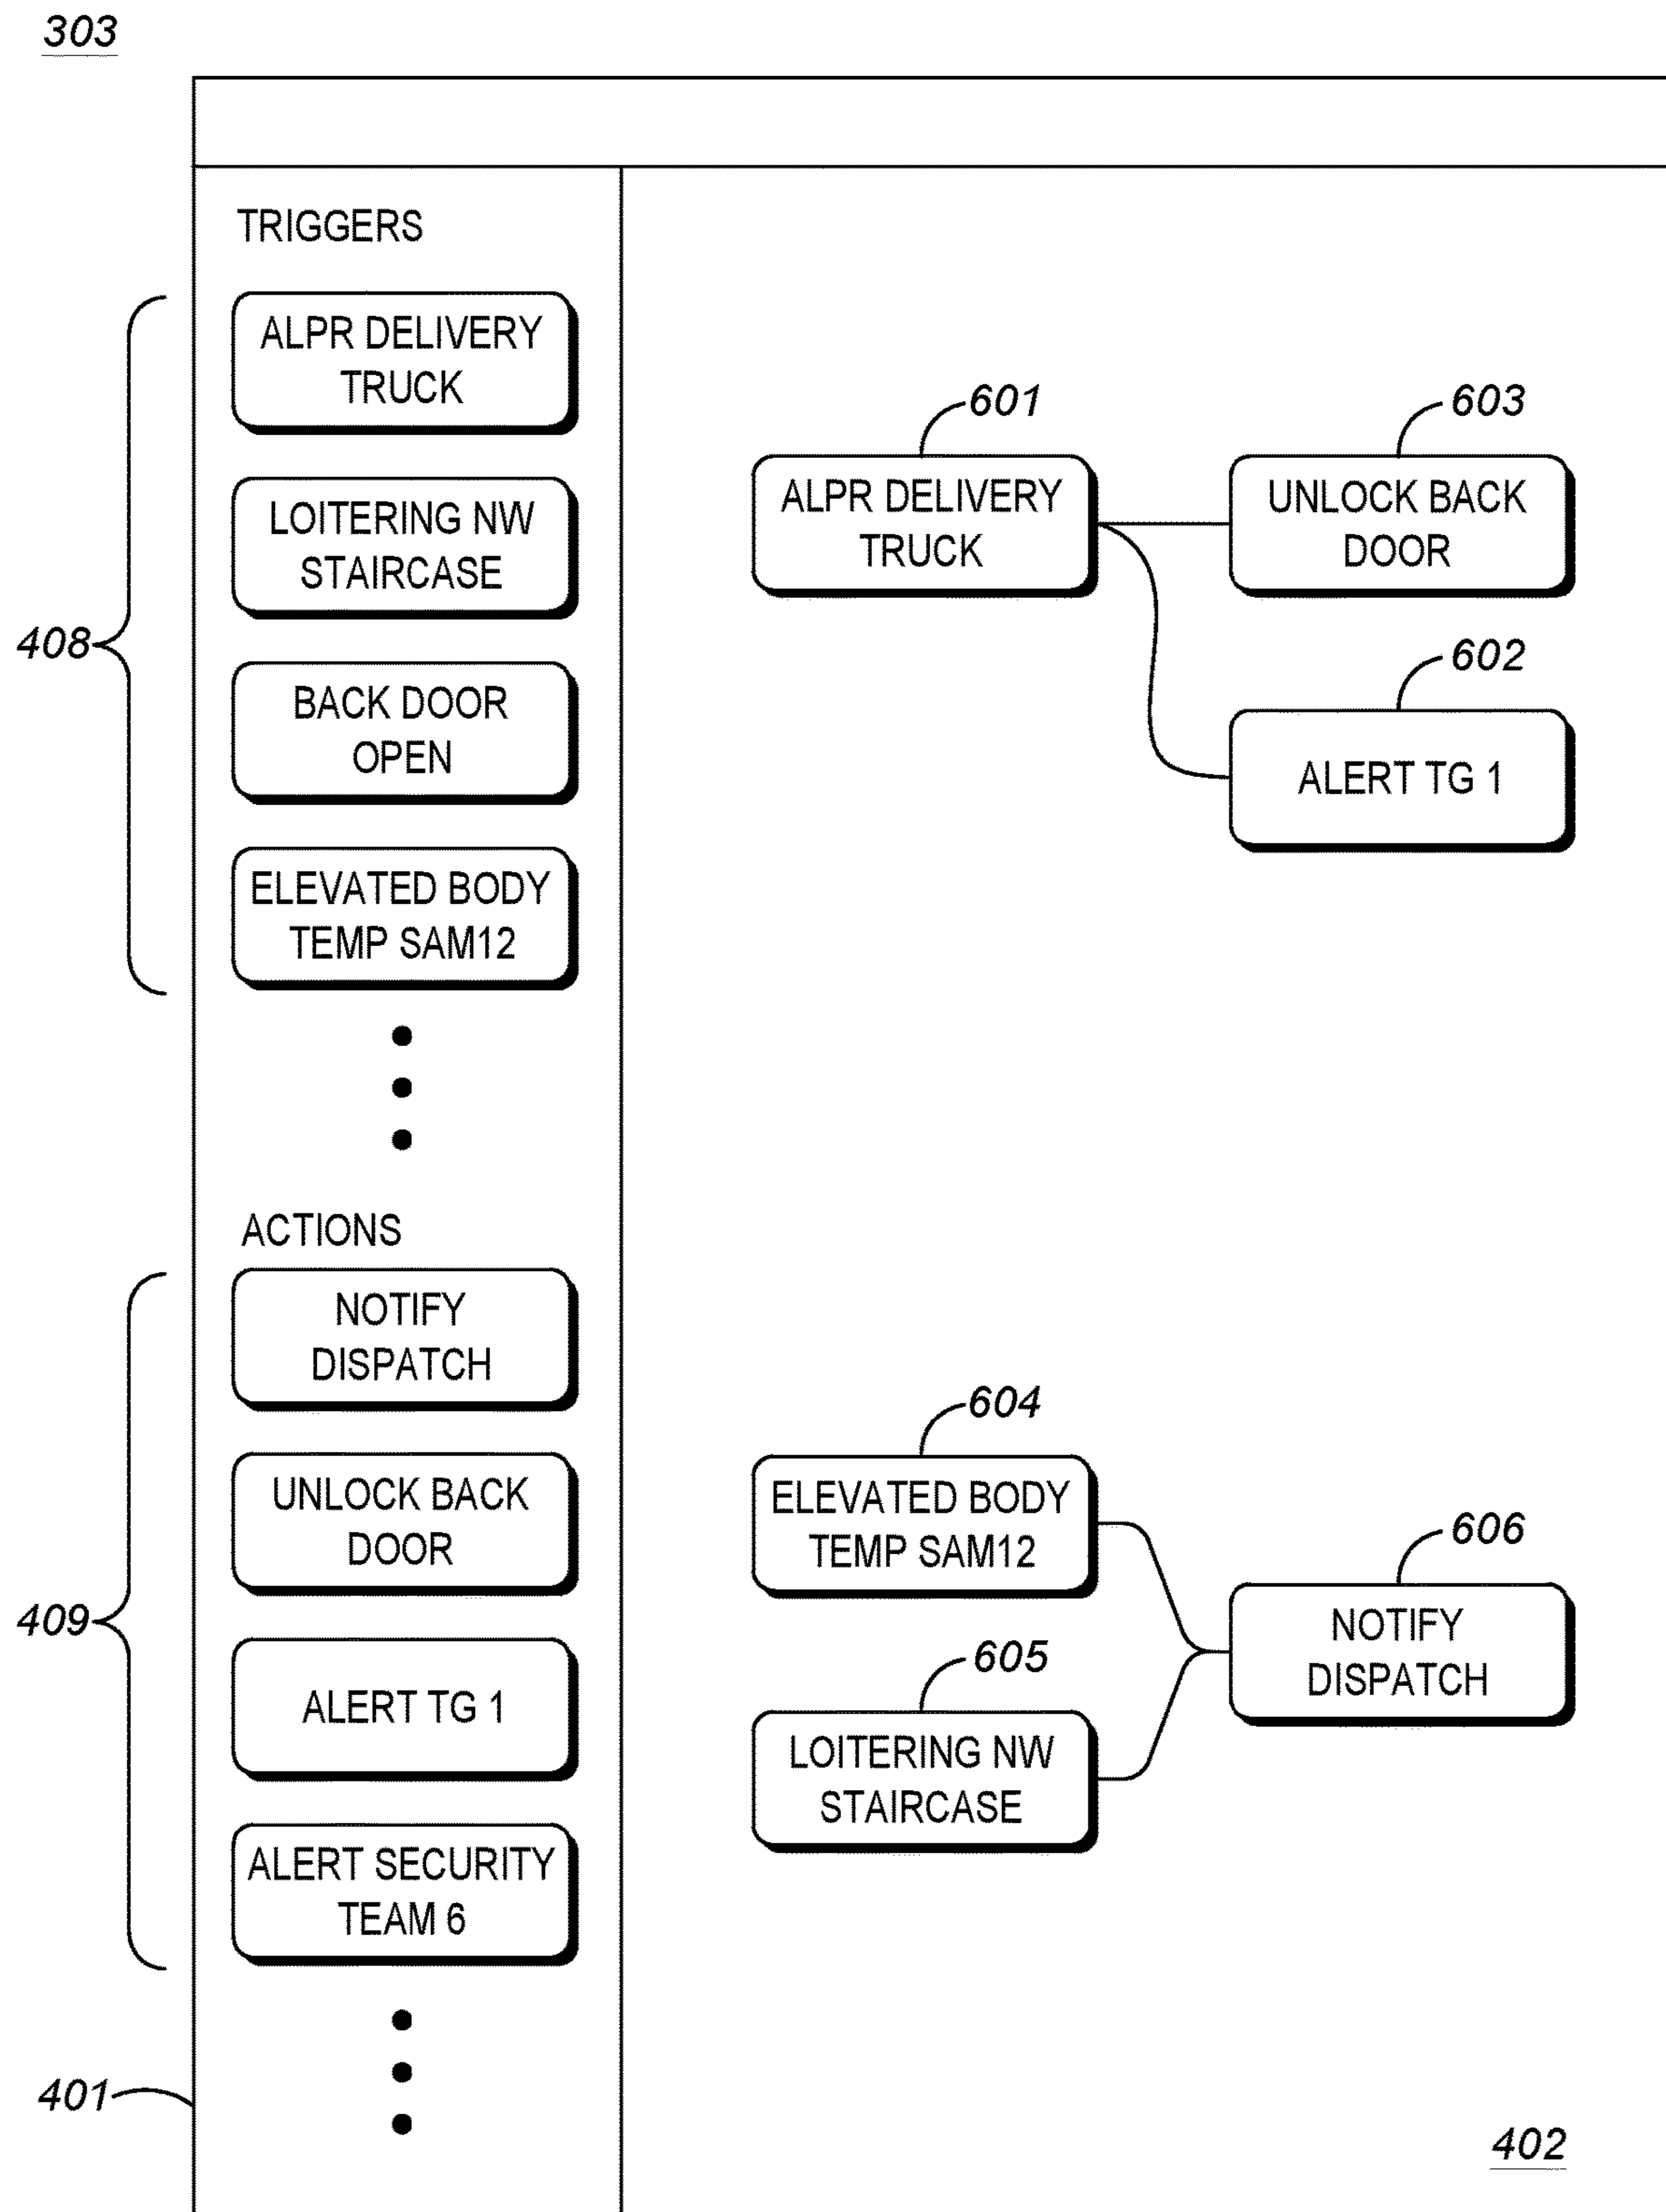 303
TRIGGERS
ALPR DELIVERY
TRUCK
LOITERING NW
STAIRCASE
BACK DOOR
OPEN
ELEVATED BODY
TEMP SAM12
408
ACTIONS
NOTIFY
DISPATCH
UNLOCK BACK
DOOR
ALERT TG 1
ALERT SECURITY
TEAM 6
409
401
601
ALPR DELIVERY
TRUCK
603
UNLOCK BACK
DOOR
602
ALERT TG 1
604
ELEVATED BODY
TEMP SAM12
605
LOITERING NW
STAIRCASE
606
NOTIFY
DISPATCH
402